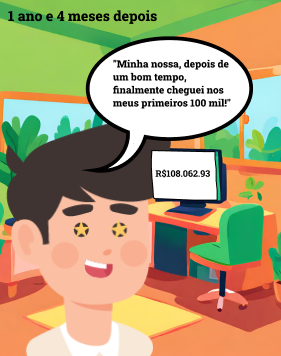 1 ano e 4 meses depois
"Minha nossa, depois de
um bom tempo,
finalmente cheguei nos
meus primeiros 100 mil!"
R$108.062.93